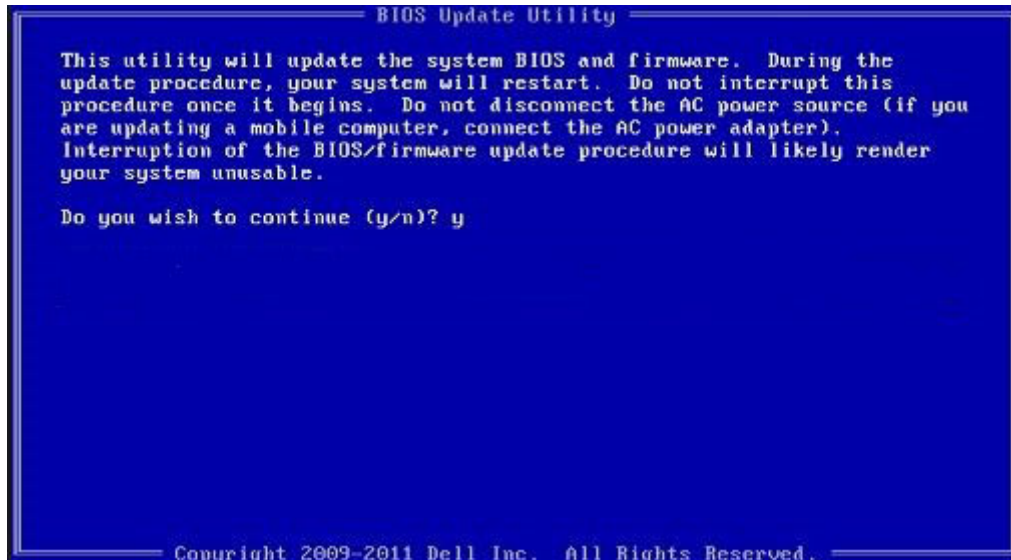 BIOS Update Utility
This utility will update the system BIOS and firmware. During the
update procedure, your system will restart. Do not interrupt this
procedure once it begins. Do not disconnect the AC power source (if you
are updating a mobile computer, connect the AC power adapter).
Interruption of the BIOS/firmware update procedure will likely render
your system unusable.
Do you wish to continue (y/n)? y
Copyright 2009-2011 Dell Inc. All Rights Reserved.